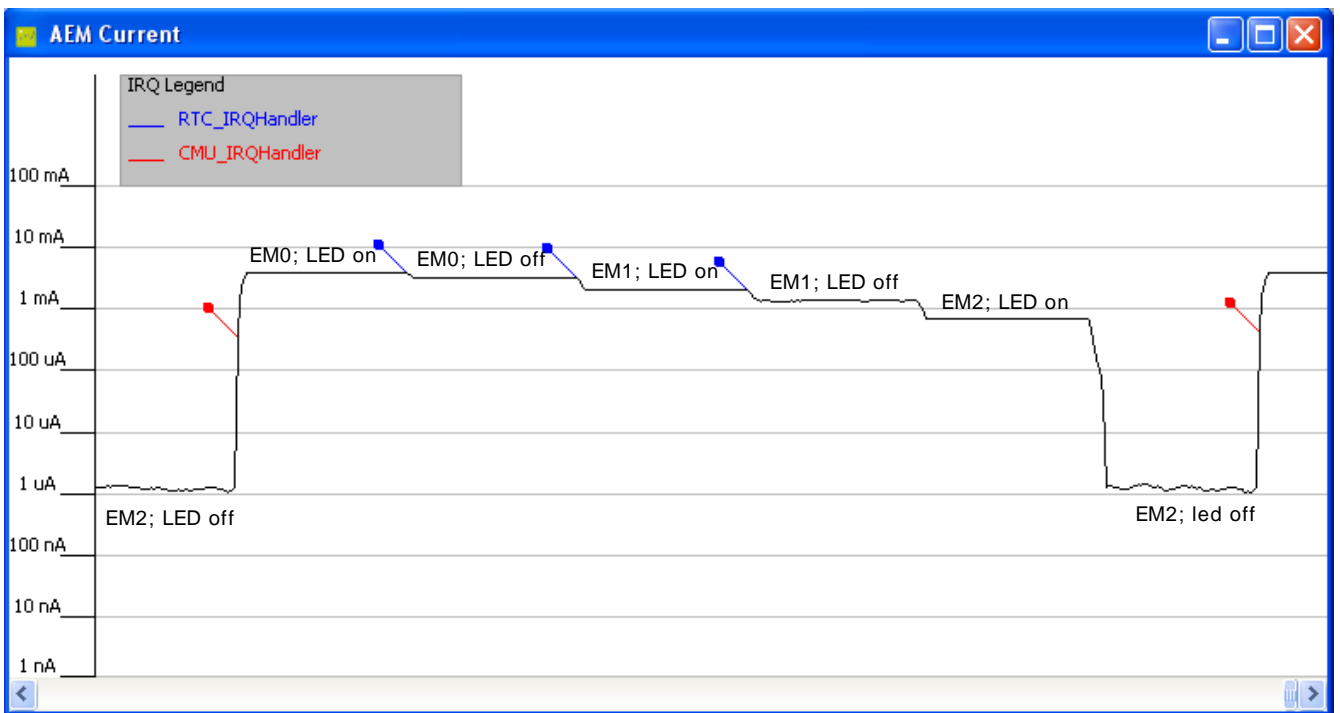 AEM Current
IRQ Legend
RTC_IRQHandler
CMU_IRQHandler
100 mA
10 mA
EM0; LED on
EM0; LED off
EM1; LED on
EM1; LED off
EM2; LED on
1 mA
100 uA
10 uA
1 uA
EM2; LED off
EM2; led off
100 nA
10 nA
1 nA